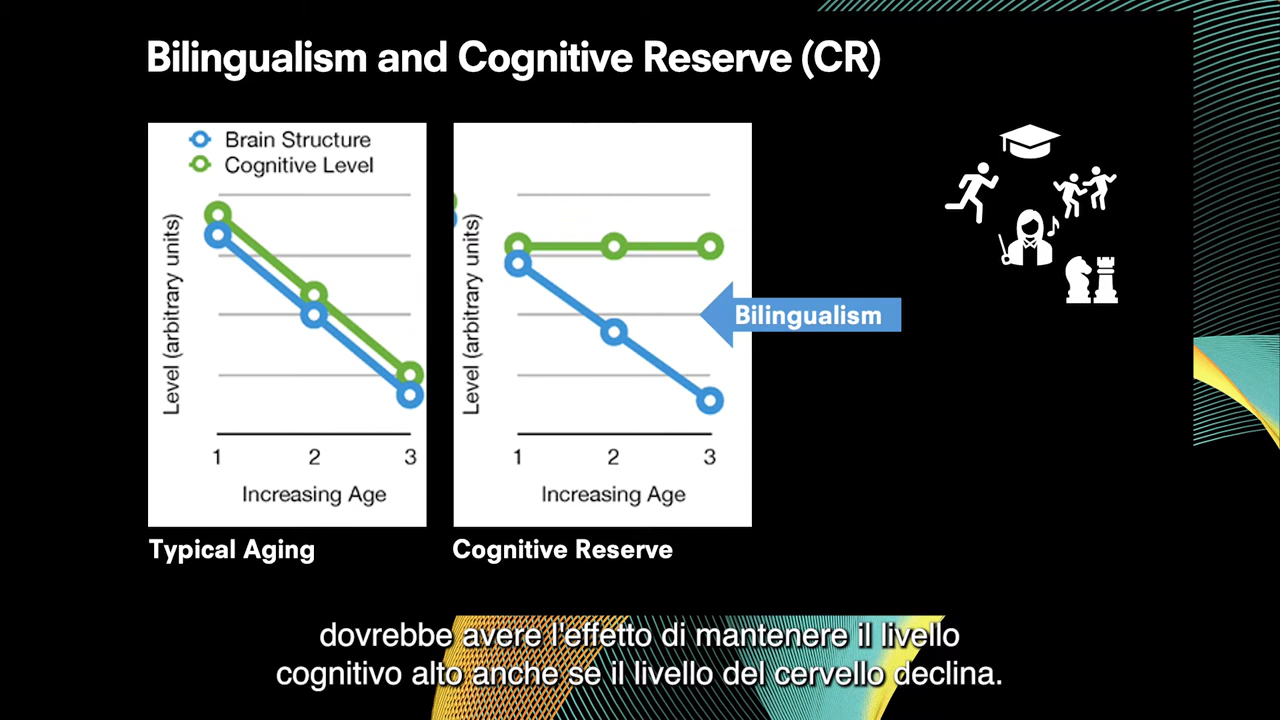 Bilingualism and Cognitive Reserve (CR)
Brain Structure
Cognitive Level
Level (arbitrary units)
1 2 3
Increasing Age
Typical Aging
Level (arbitrary units)
1 2 3
Increasing Age
Cognitive Reserve
Bilingualism
dovrebbe avere l'effetto di mantenere il livello
cognitivo alto anche se il livello del cervello declina.